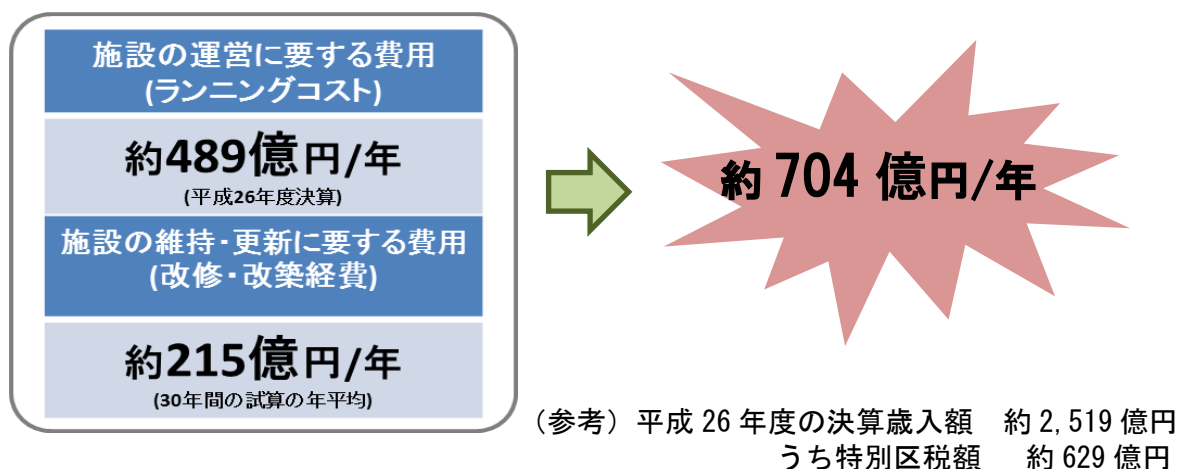 施設の運営に要する費用
(ランニングコスト)
約489億円/年
(平成26年度決算)
施設の維持・更新に要する費用
(改修・改築経費)
約215億円/年
(30年間の試算の年平均)
約 704 億円/年
（参考）平成 26 年度の決算歳入額　約 2,519 億円
うち特別区税額　約 629 億円